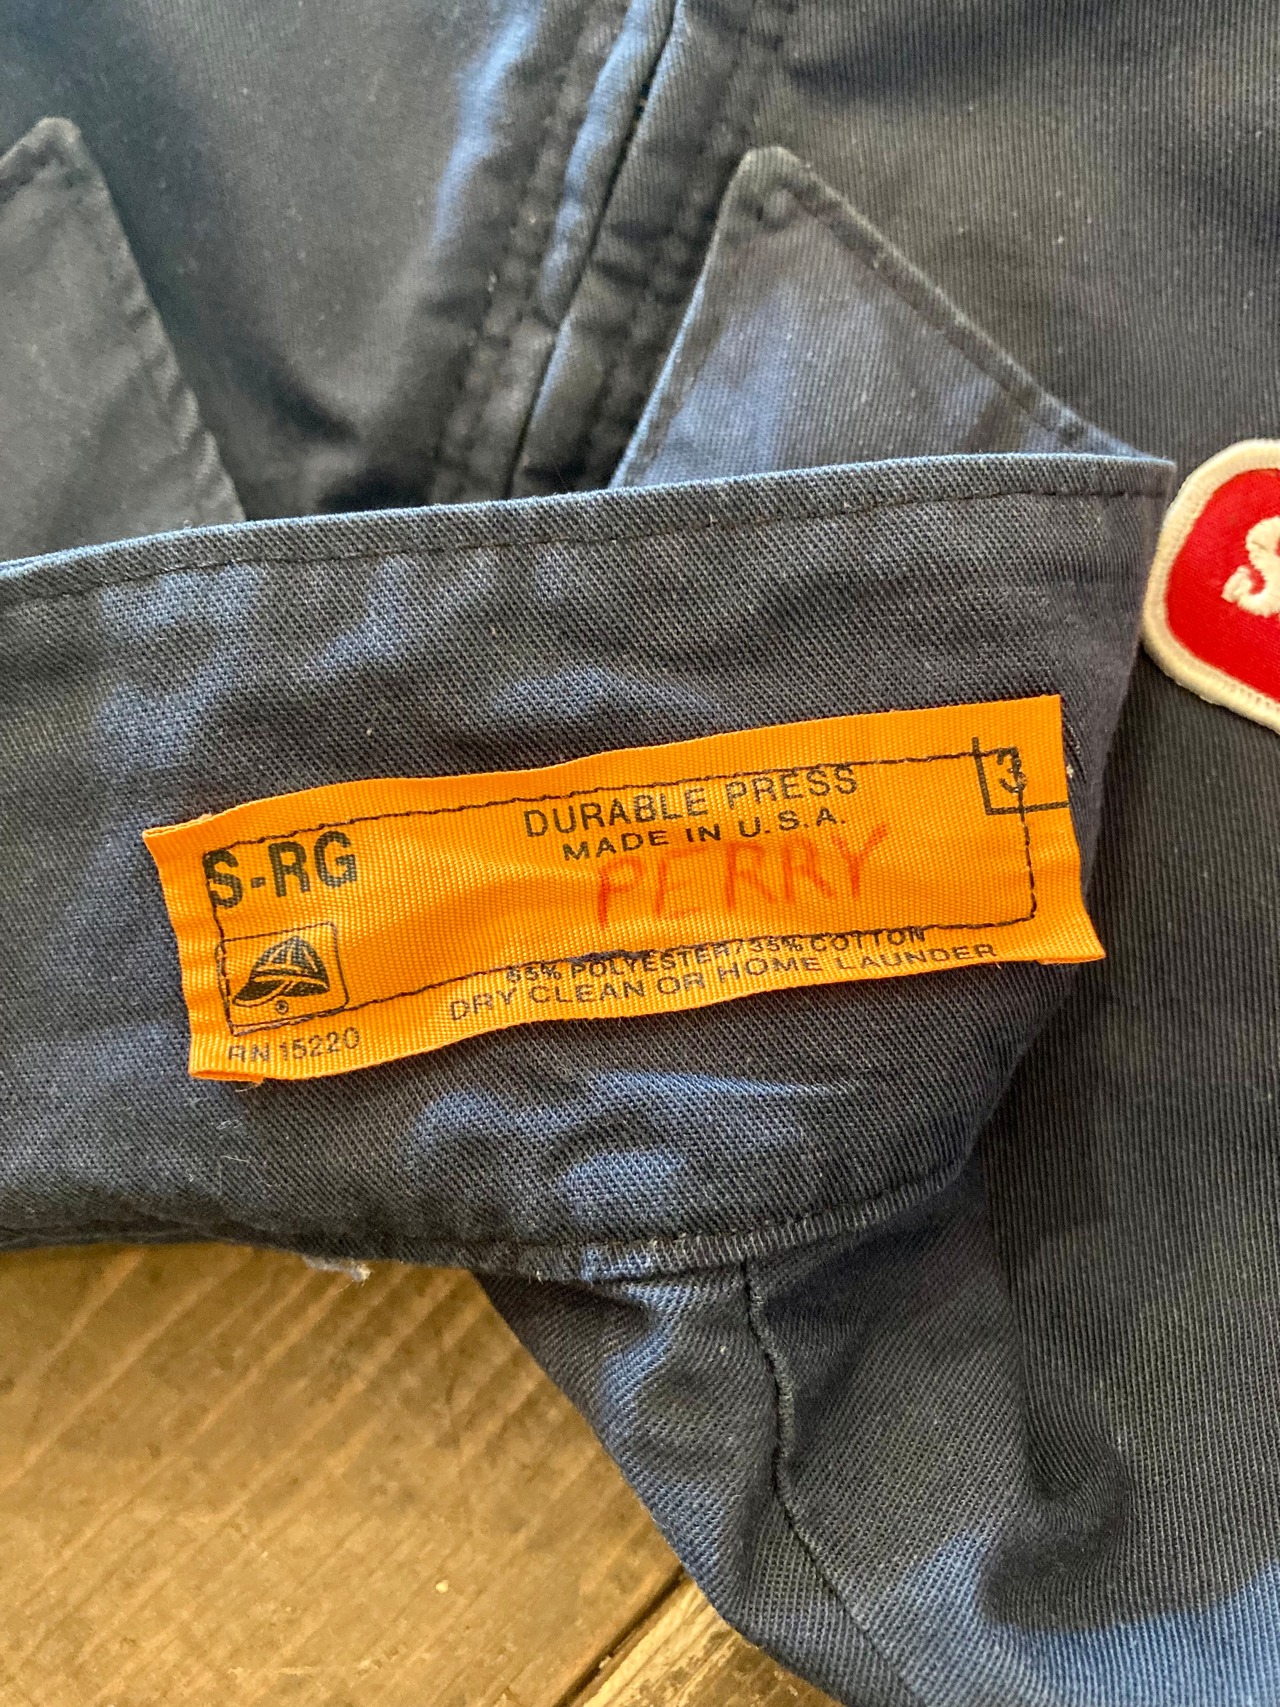 3
DURABLE PRESS
MADE IN U.S.A.
S-RG
PERRY
65% POLYESTER/35% COTTON
DRY CLEAN OR HOME LAUNDER
RN 15220
S